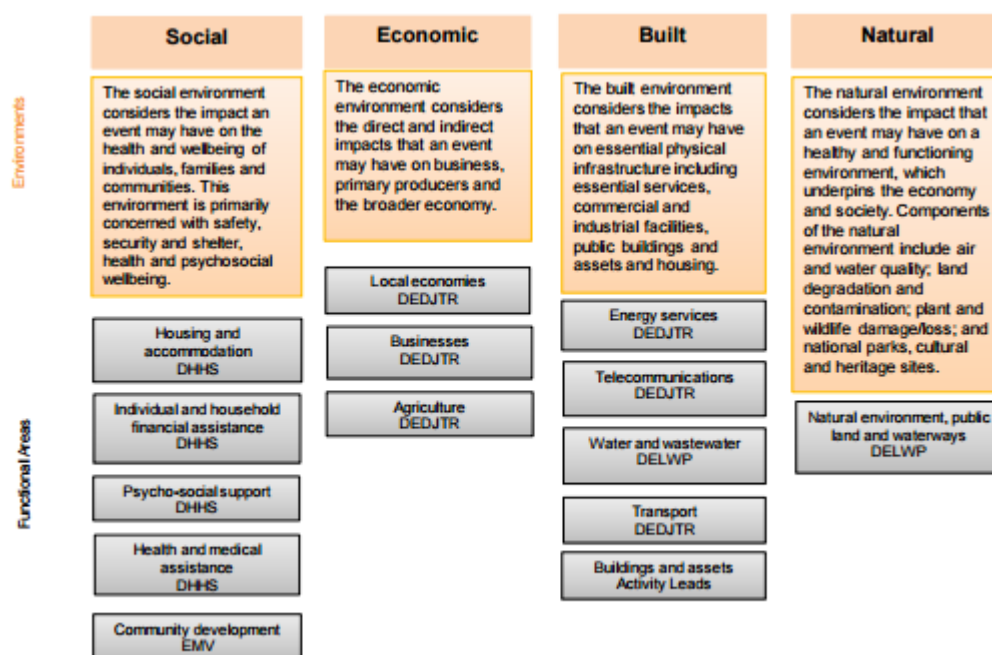 Environments
Functional Areas
Social
The social environment
considers the impact an
event may have on the
health and wellbeing of
individuals, families and
communities. This
environment is primarily
concerned with safety,
security and shelter,
health and psychosocial
wellbeing.
Housing and
accommodation
DHHS
Individual and household
financial assistance
DHHS
Psycho-social support
DHHS
Health and medical
assistance
DHHS
Community development
EMV
Economic
The economic
environment considers
the direct and indirect
impacts that an event
may have on business,
primary producers and
the broader economy.
Local economies
DEDJTR
Businesses
DEDJTR
Agriculture
DEDJTR
Built
The built environment
considers the impacts
that an event may have
on essential physical
infrastructure including
essential services,
commercial and
industrial facilities,
public buildings and
assets and housing.
Energy services
DEDJTR
Telecommunications
DEDJTR
Water and wastewater
DELWP
Transport
DEDJTR
Buildings and assets
Activity Leads
Natural
The natural environment
considers the impact that
an event may have on a
healthy and functioning
environment, which
underpins the economy
and society. Components
of the natural
environment include air
and water quality; land
degradation and
contamination; plant and
wildlife damage/loss; and
national parks, cultural
and heritage sites.
Natural environment, public
land and waterways
DELWP